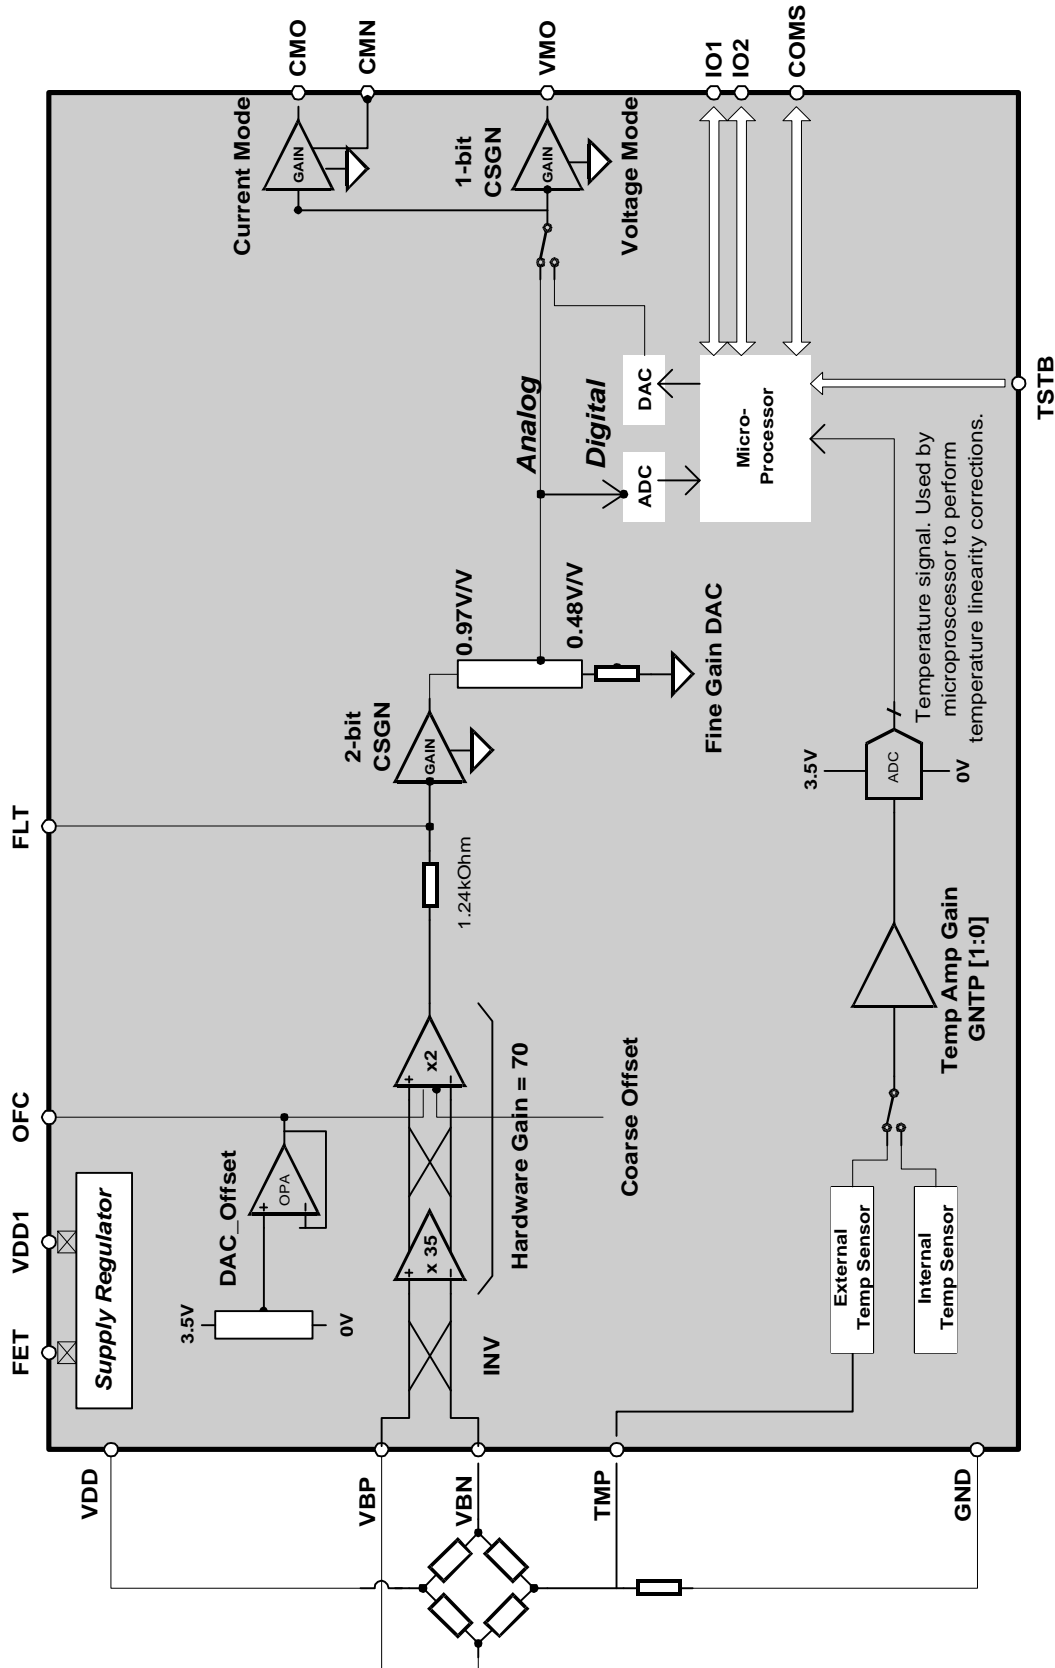 FET
VDD1
OFC
FLT
Supply Regulator
3.5V
0V
DAC_Offset
+
−
OPA
VDD
VBP
VBN
TMP
GND
INV
+
−
x 35
+
−
x2
Hardware Gain = 70
Coarse Offset
1.24kOhm
2-bit
CSGN
GAIN
0.97V/V
0.48V/V
Fine Gain DAC
Analog
Digital
ADC
DAC
Micro-
Processor
Current Mode
GAIN
1-bit
CSGN
GAIN
Voltage Mode
CMO
CMN
VMO
IO1
IO2
COMS
TSTB
External
Temp Sensor
Internal
Temp Sensor
Temp Amp Gain
GNTP [1:0]
3.5V
ADC
0V
Temperature signal. Used by
microproscesser to perform
temperature linearity corrections.